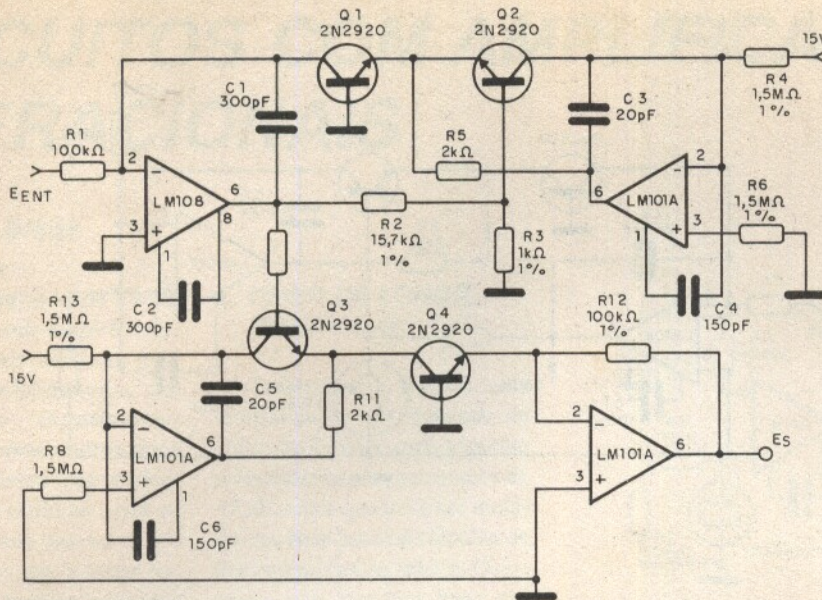 Q1
2N2920
Q2
2N2920
15V
R4
1,5MΩ
1%
C1
300pF
C3
20pF
R1
100kΩ
R5
2kΩ
EENT
2
3
LM108
6
8
1
R2
15,7kΩ
1%
R3
1kΩ
1%
6
LM101A
2
3
1
R6
1,5MΩ
1%
C2
300pF
C4
150pF
R13
1,5MΩ
1%
15V
Q3
2N2920
Q4
2N2920
R12
100kΩ
1%
C5
20pF
R11
2kΩ
R8
1,5MΩ
2
3
LM101A
6
1
C6
150pF
2
3
LM101A
6
ES